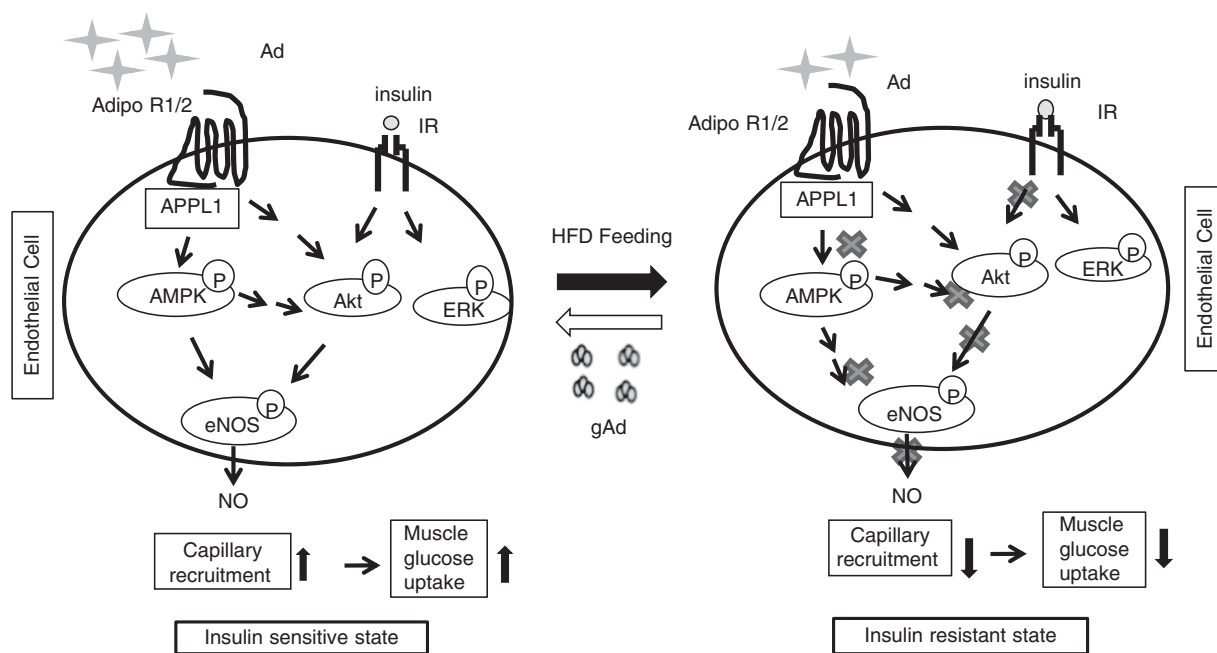 Ad
Adipo R1/2
insulin
IR
APPL1
P
AMPK
P
Akt
P
ERK
P
eNOS
NO
Endothelial Cell
Capillary
recruitment
Muscle
glucose
uptake
Insulin sensitive state
HFD Feeding
gAd
Ad
Adipo R1/2
insulin
IR
APPL1
P
AMPK
P
Akt
P
ERK
P
eNOS
NO
Endothelial Cell
Capillary
recruitment
Muscle
glucose
uptake
Insulin resistant state